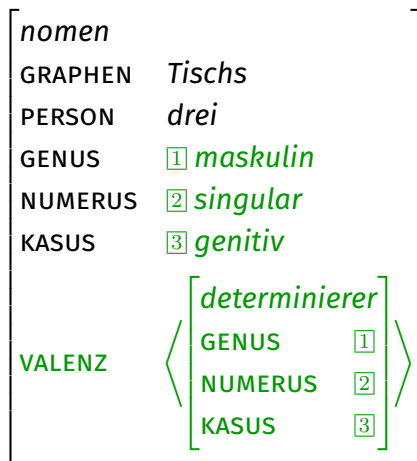 nomen
GRAPHEN Tischs
PERSON drei
GENUS 1 maskulin
NUMERUS 2 singular
KASUS 3 genitiv
determinierer
GENUS 1
VALENZ ⟨ NUMERUS 2 ⟩
KASUS 3